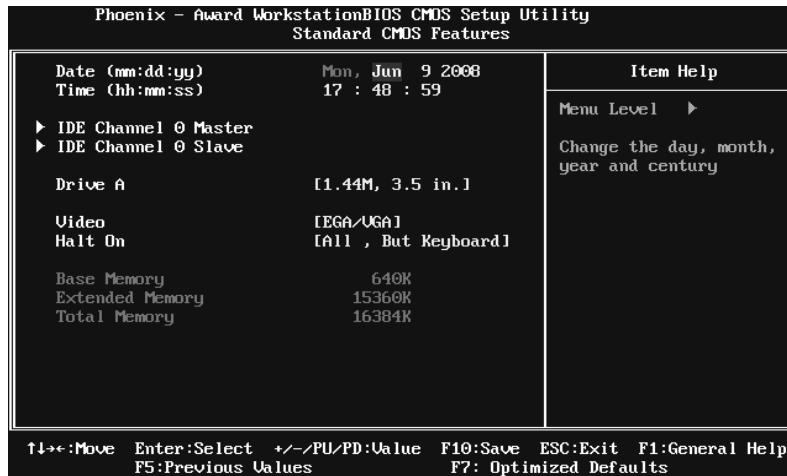 Phoenix - Award WorkstationBIOS CMOS Setup Utility
Standard CMOS Features
Date (mm:dd:yy) Mon, Jun 9 2008
Time (hh:mm:ss) 17 : 48 : 59
▶ IDE Channel 0 Master
▶ IDE Channel 0 Slave
Drive A [1.44M, 3.5 in.]
Video [EGA/VGA]
Halt On [All , But Keyboard]
Base Memory 640K
Extended Memory 15360K
Total Memory 16384K
Item Help
Menu Level ▶
Change the day, month,
year and century
↑↓→←:Move Enter:Select +/-/PU/PD:Value F10:Save ESC:Exit F1:General Help
F5:Previous Values F7: Optimized Defaults